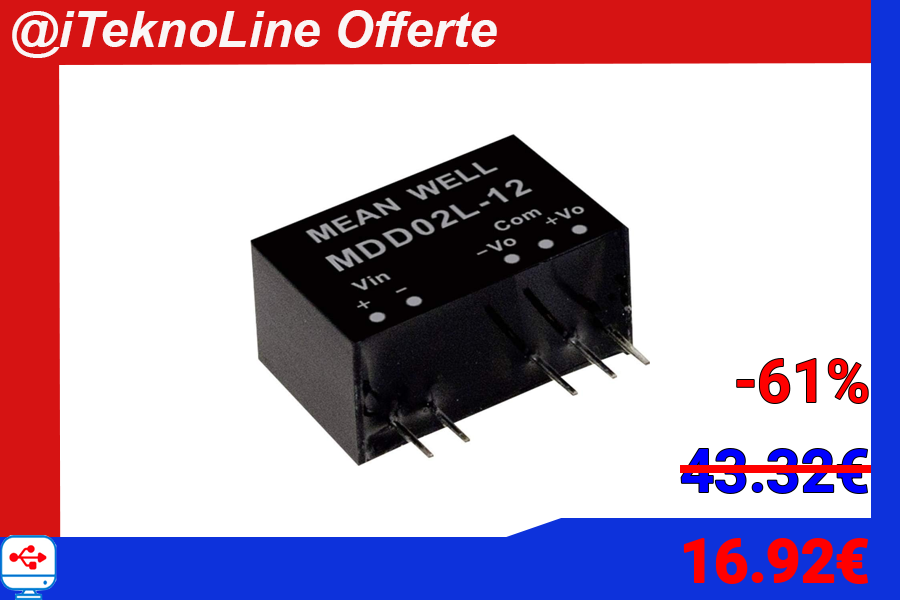 @iTeknoLine Offerte
MEAN WELL
MDD02L-12
Vin
+ −
−Vo Com +Vo
-61%
43.32€
16.92€